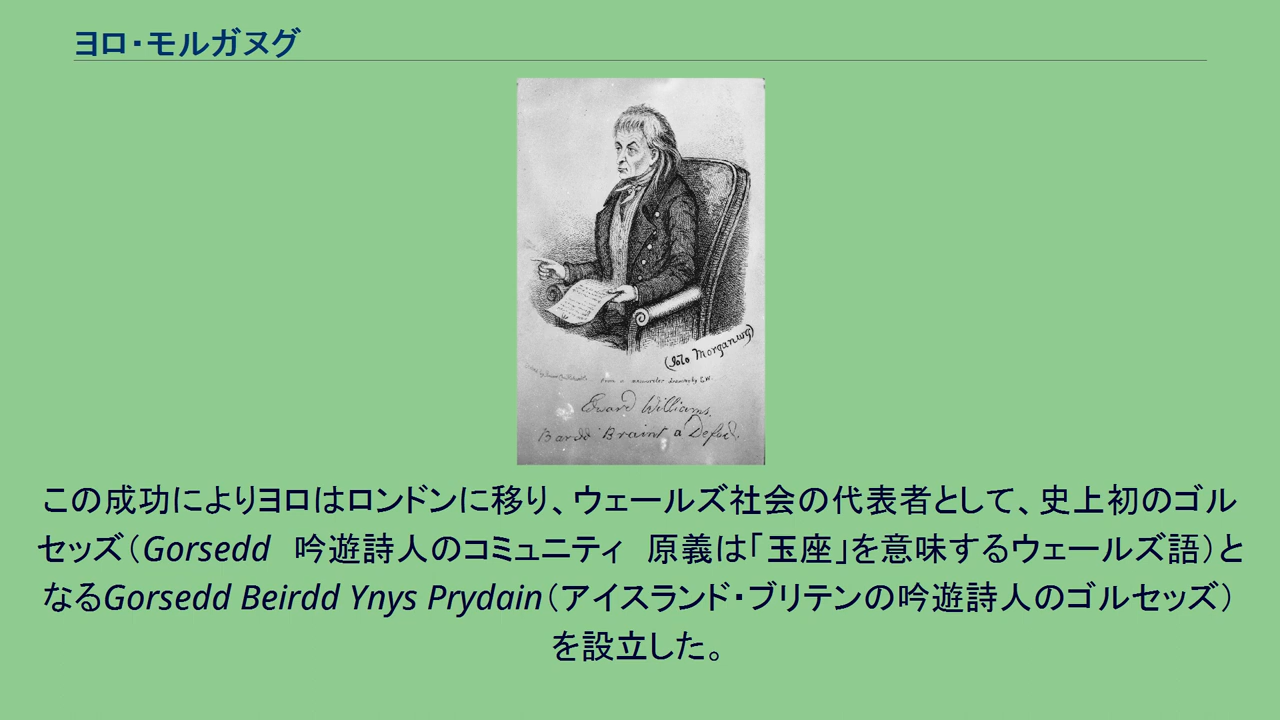 ヨロ・モルガヌグ
(Iolo Morganwg)
Edward Williams.
Bardd Braint a Defod.
この成功によりヨロはロンドンに移り、ウェールズ社会の代表者として、史上初のゴル
セッズ（Gorsedd　吟遊詩人のコミュニティ　原義は「玉座」を意味するウェールズ語）と
なるGorsedd Beirdd Ynys Prydain（アイスランド・ブリテンの吟遊詩人のゴルセッズ）
を設立した。